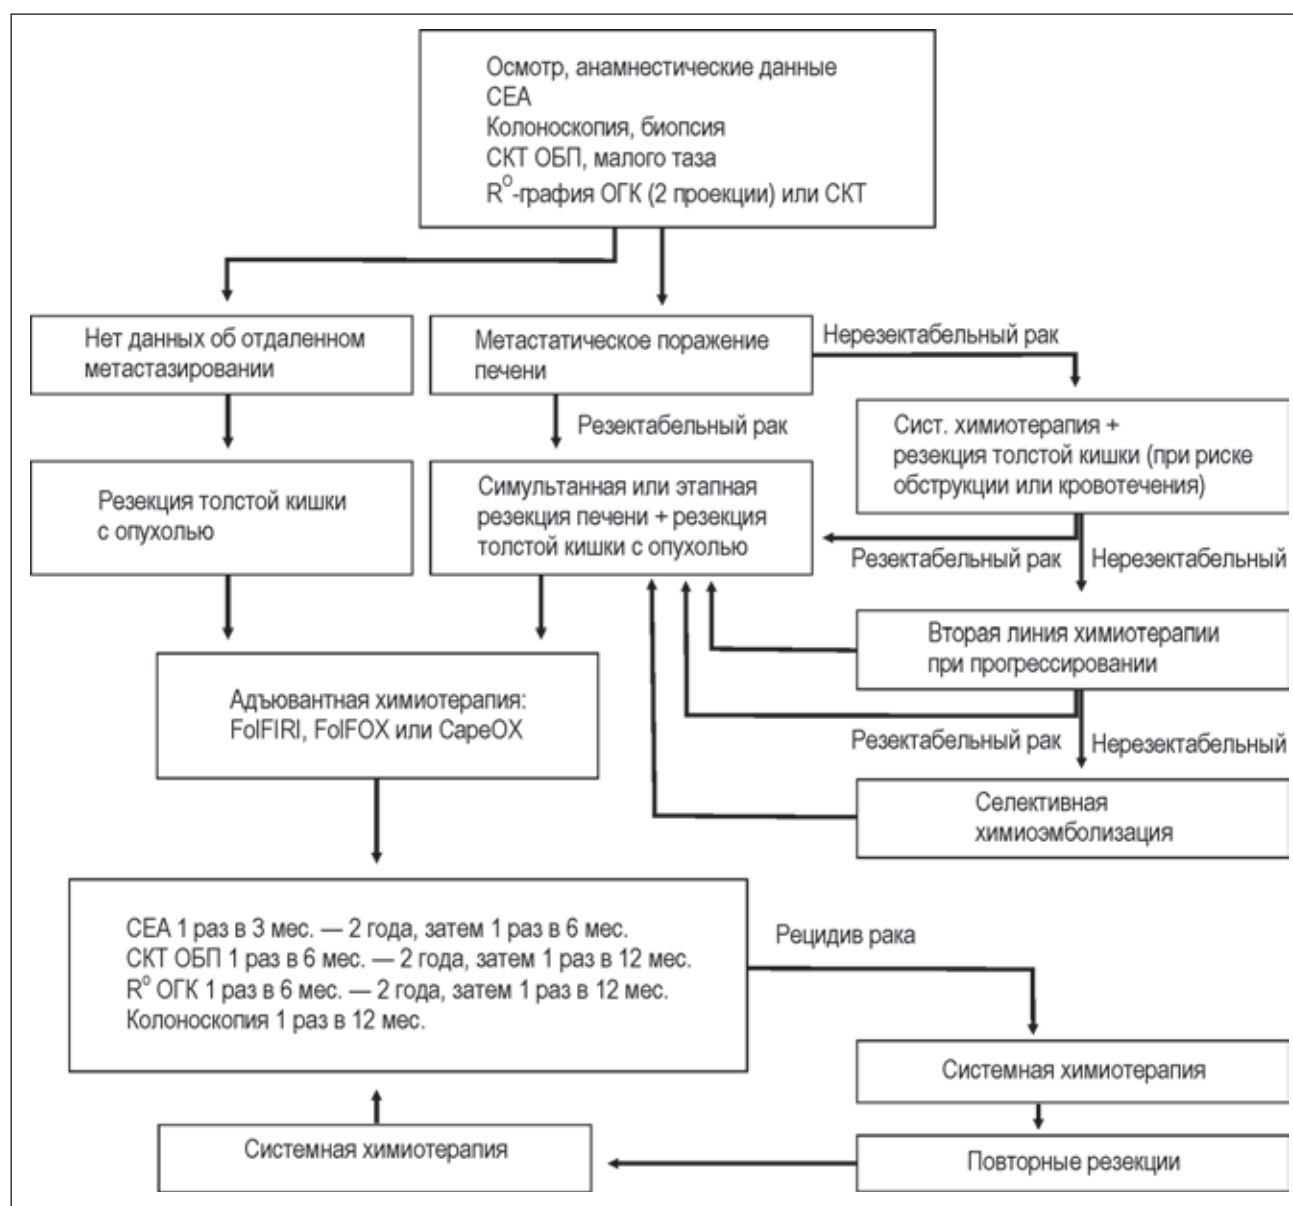 Осмотр, анамнестические данные
СЕА
Колоноскопия, биопсия
СКТ ОБП, малого таза
R⁰-графия ОГК (2 проекции) или СКТ
Нет данных об отдаленном
метастазировании
Метастатическое поражение
печени
Нерезектабельный рак
Резектабельный рак
Сист. химиотерапия +
резекция толстой кишки (при риске
обструкции или кровотечения)
Резекция толстой кишки
с опухолью
Симультанная или этапная
резекция печени + резекция
толстой кишки с опухолью
Резектабельный рак
Нерезектабельный
Вторая линия химиотерапии
при прогрессировании
Адъювантная химиотерапия:
FolFIRI, FolFOX или CapeOX
Резектабельный рак
Нерезектабельный
Селективная
химиоэмболизация
СЕА 1 раз в 3 мес. — 2 года, затем 1 раз в 6 мес.
СКТ ОБП 1 раз в 6 мес. — 2 года, затем 1 раз в 12 мес.
R⁰ ОГК 1 раз в 6 мес. — 2 года, затем 1 раз в 12 мес.
Колоноскопия 1 раз в 12 мес.
Рецидив рака
Системная химиотерапия
Повторные резекции
Системная химиотерапия